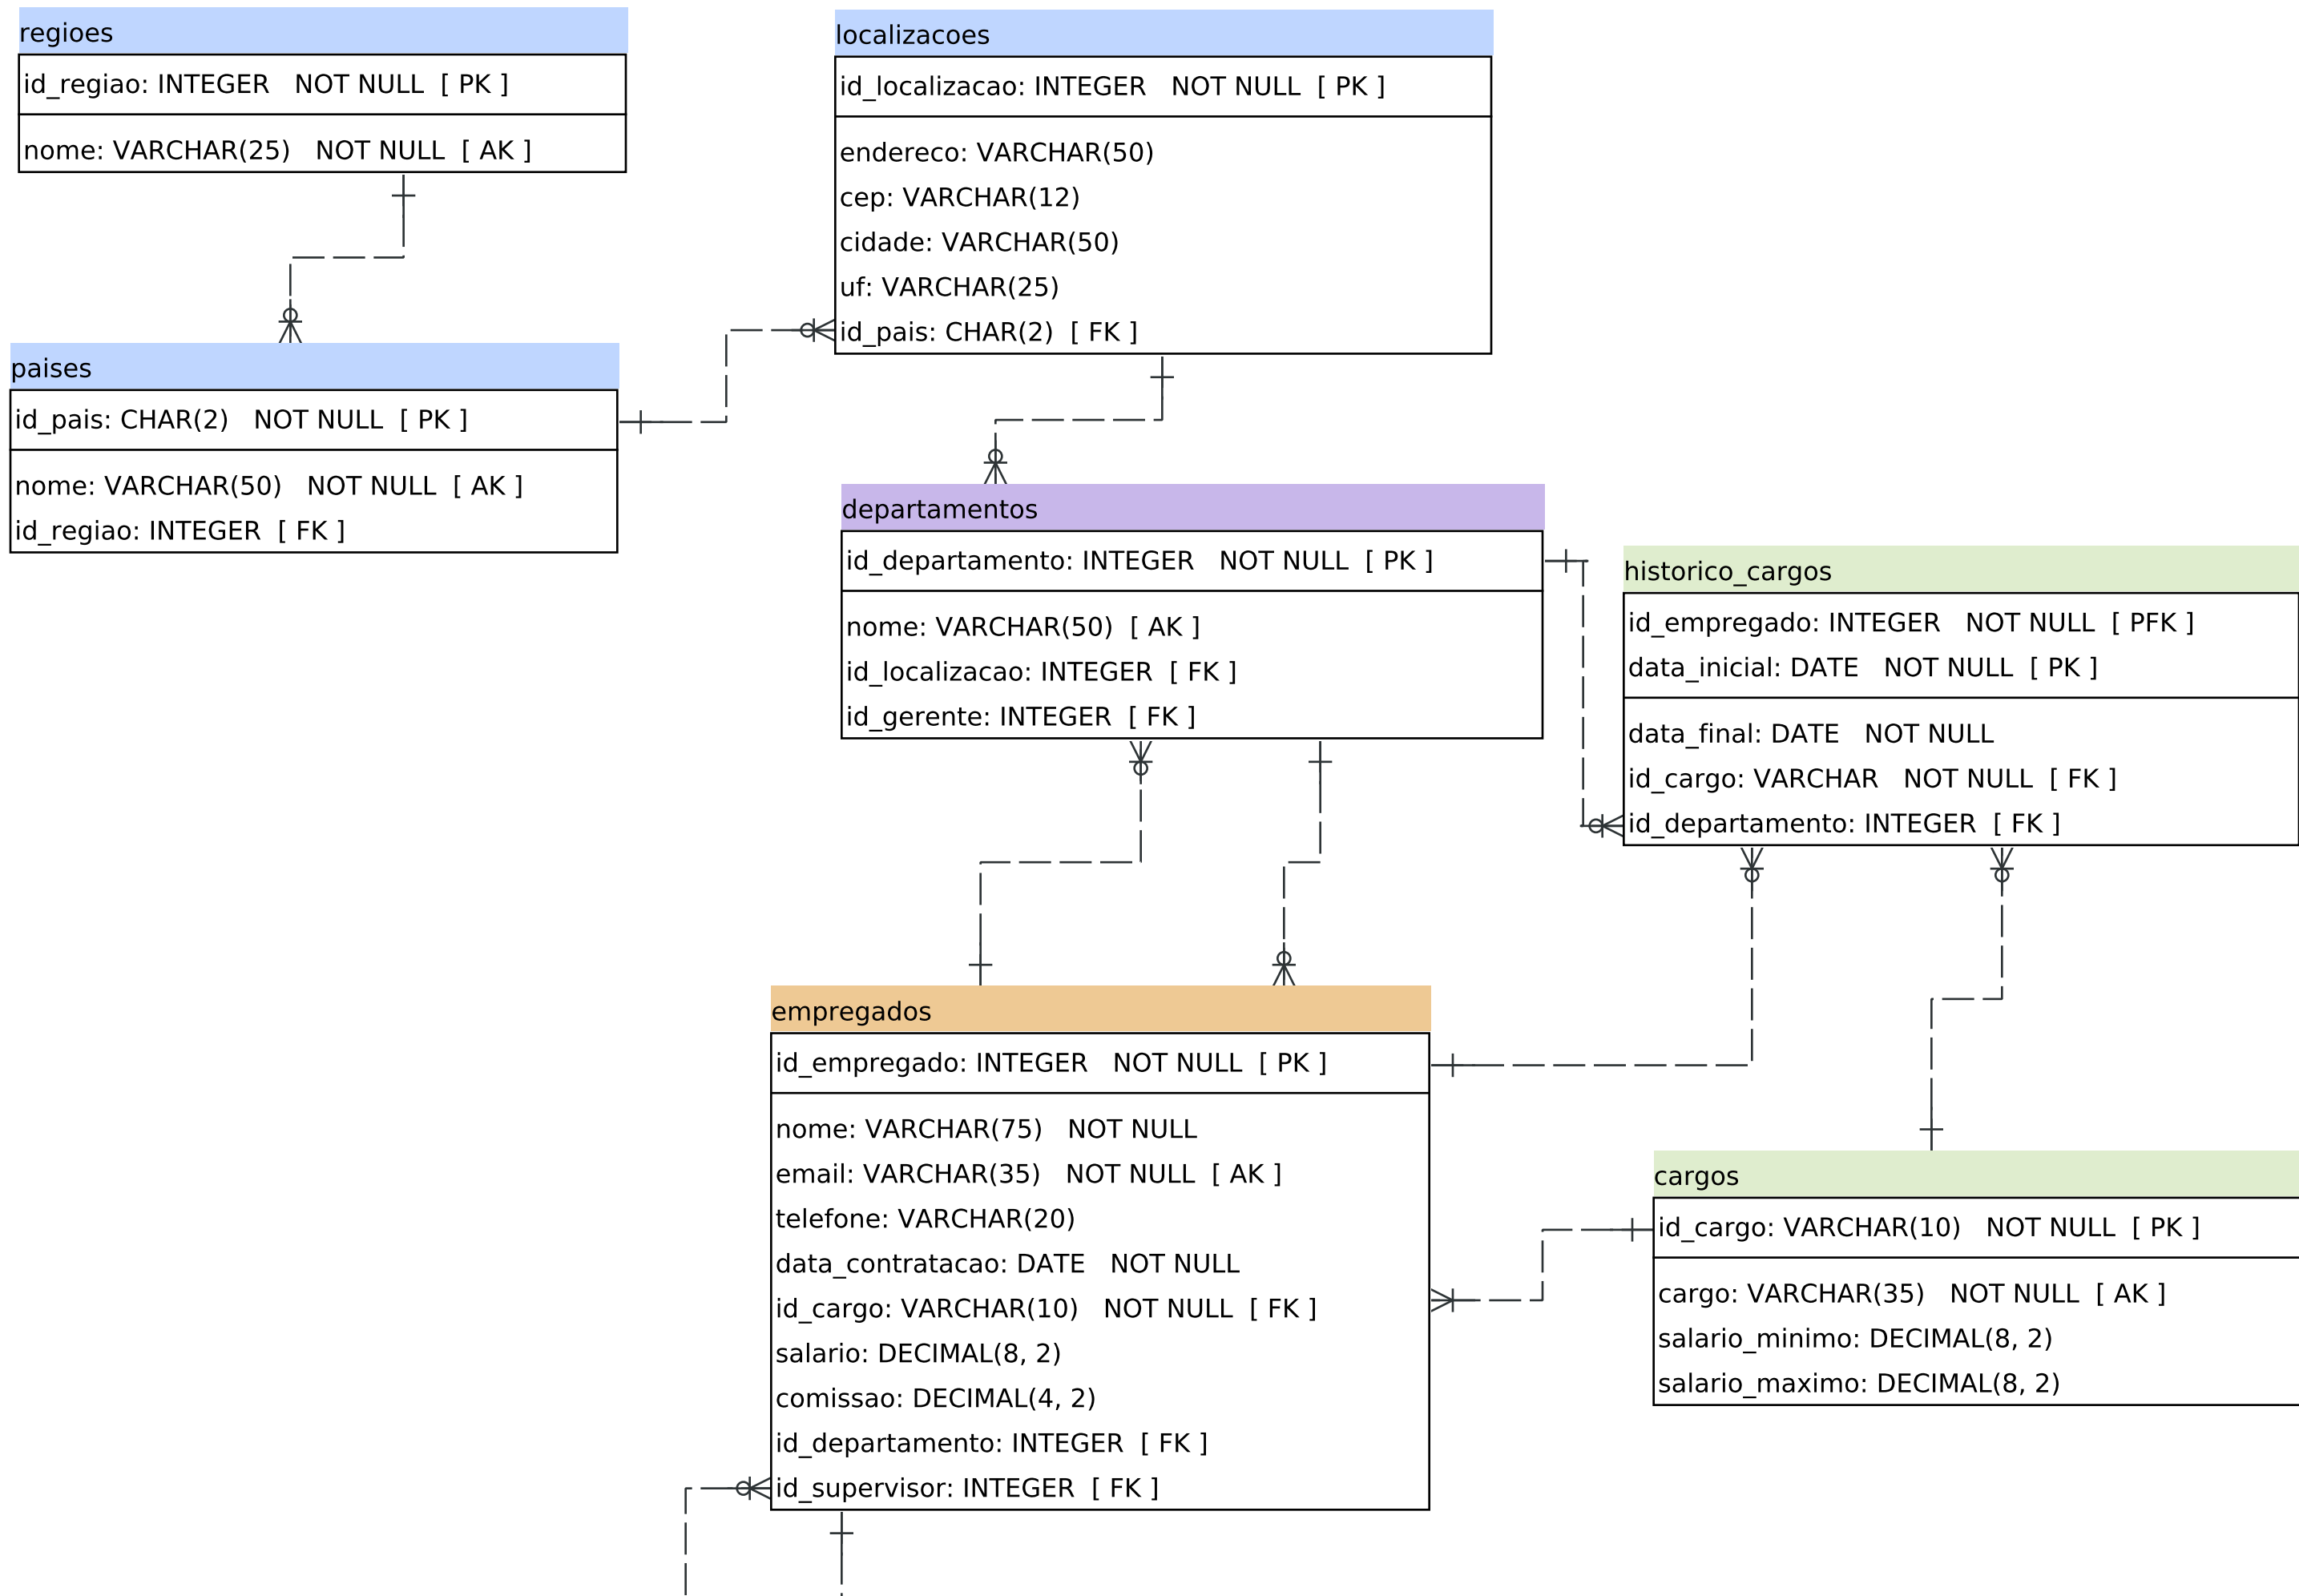 regioes
id_regiao: INTEGER   NOT NULL  [ PK ]
nome: VARCHAR(25)   NOT NULL  [ AK ]
localizacoes
id_localizacao: INTEGER   NOT NULL  [ PK ]
endereco: VARCHAR(50)
cep: VARCHAR(12)
cidade: VARCHAR(50)
uf: VARCHAR(25)
id_pais: CHAR(2)  [ FK ]
paises
id_pais: CHAR(2)   NOT NULL  [ PK ]
nome: VARCHAR(50)   NOT NULL  [ AK ]
id_regiao: INTEGER  [ FK ]
departamentos
id_departamento: INTEGER   NOT NULL  [ PK ]
nome: VARCHAR(50)  [ AK ]
id_localizacao: INTEGER  [ FK ]
id_gerente: INTEGER  [ FK ]
historico_cargos
id_empregado: INTEGER   NOT NULL  [ PFK ]
data_inicial: DATE   NOT NULL  [ PK ]
data_final: DATE   NOT NULL
id_cargo: VARCHAR   NOT NULL  [ FK ]
id_departamento: INTEGER  [ FK ]
empregados
id_empregado: INTEGER   NOT NULL  [ PK ]
nome: VARCHAR(75)   NOT NULL
email: VARCHAR(35)   NOT NULL  [ AK ]
telefone: VARCHAR(20)
data_contratacao: DATE   NOT NULL
id_cargo: VARCHAR(10)   NOT NULL  [ FK ]
salario: DECIMAL(8, 2)
comissao: DECIMAL(4, 2)
id_departamento: INTEGER  [ FK ]
id_supervisor: INTEGER  [ FK ]
cargos
id_cargo: VARCHAR(10)   NOT NULL  [ PK ]
cargo: VARCHAR(35)   NOT NULL  [ AK ]
salario_minimo: DECIMAL(8, 2)
salario_maximo: DECIMAL(8, 2)